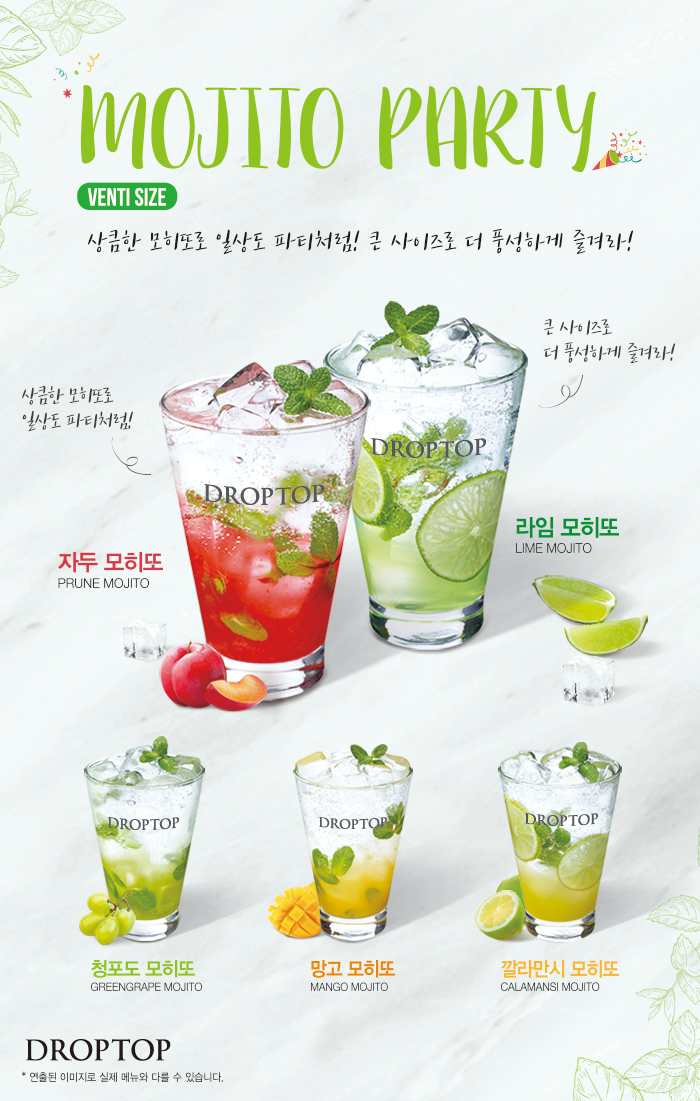 MOJITO PARTY
VENTI SIZE
상큼한 모히또로 일상도 파티처럼! 큰 사이즈로 더 풍성하게 즐겨라!
큰 사이즈로
더 풍성하게 즐겨라!
상큼한 모히또로
일상도 파티처럼!
DROPTOP
DROPTOP
라임 모히또
LIME MOJITO
자두 모히또
PRUNE MOJITO
DROPTOP
DROPTOP
DROPTOP
청포도 모히또
GREENGRAPE MOJITO
망고 모히또
MANGO MOJITO
깔라만시 모히또
CALAMANSI MOJITO
DROPTOP
* 연출된 이미지로 실제 메뉴와 다를 수 있습니다.